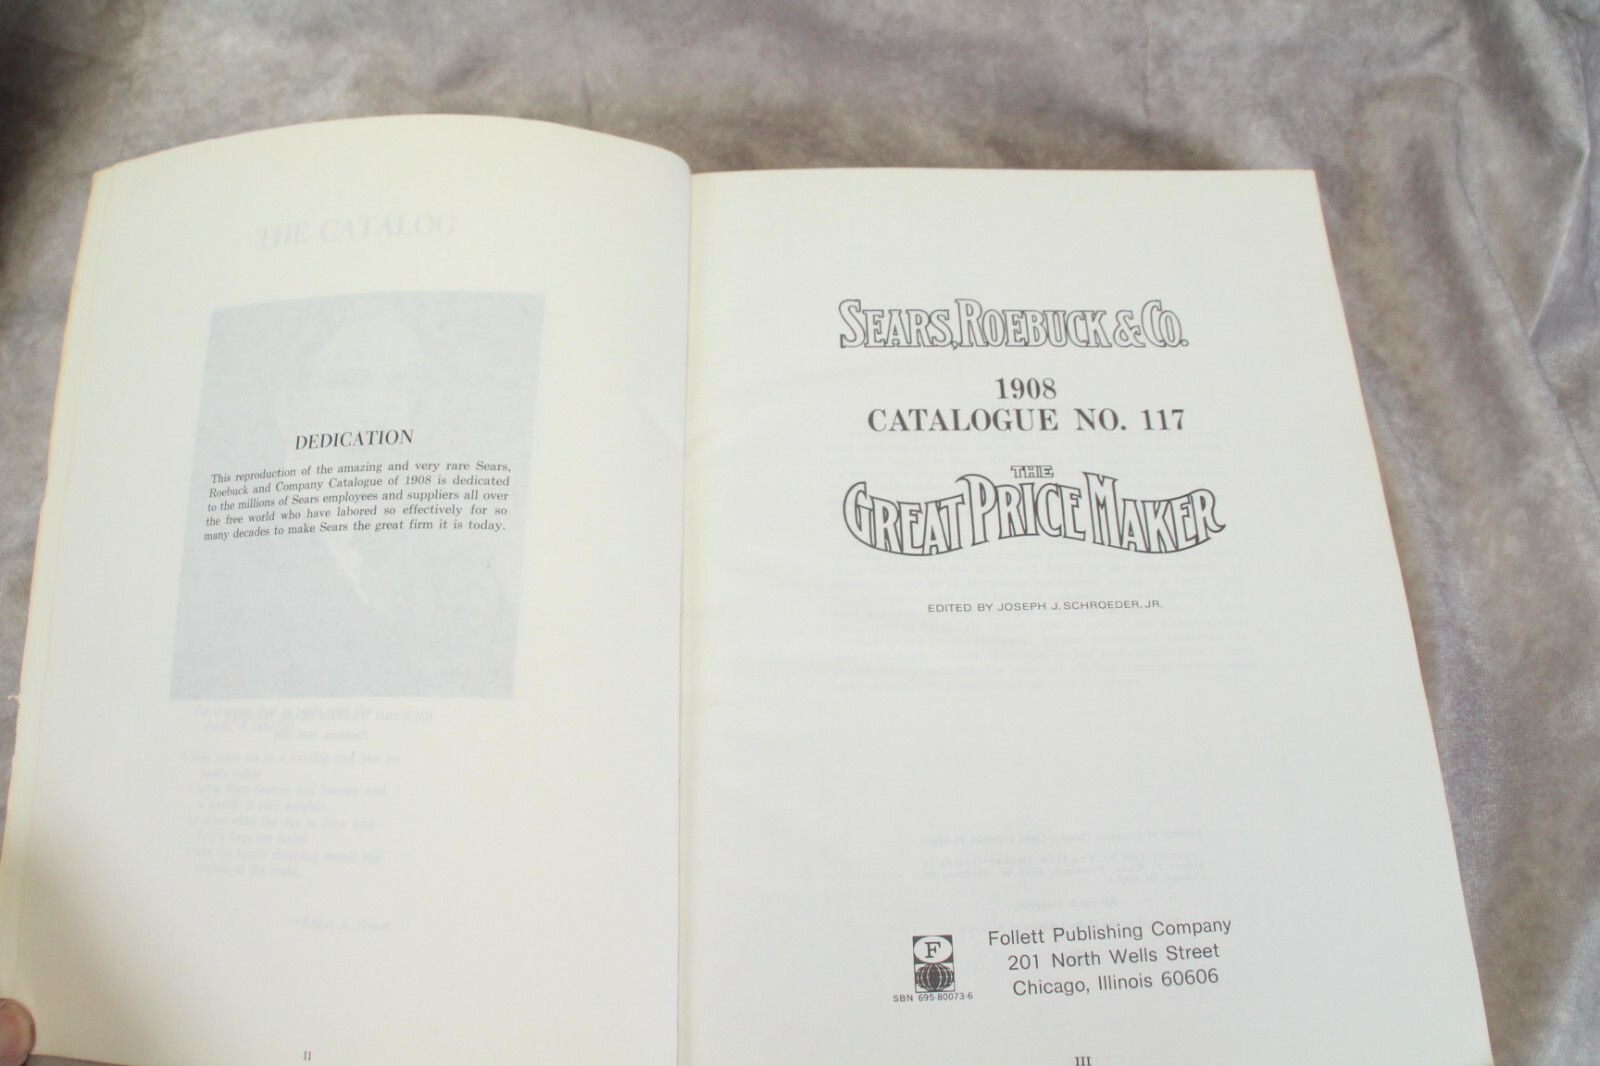 DEDICATION
This reproduction of the amazing and very rare Sears,
Roebuck and Company Catalogue of 1908 is dedicated
to the millions of Sears employees and suppliers all over
the free world who have labored so effectively for so
many decades to make Sears the great firm it is today.
II
SEARS, ROEBUCK & CO.
1908
CATALOGUE NO. 117
THE
GREAT PRICE MAKER
EDITED BY JOSEPH J. SCHROEDER, JR.
F
SBN 695-80073-6
Follett Publishing Company
201 North Wells Street
Chicago, Illinois 60606
III
THE CATALOG